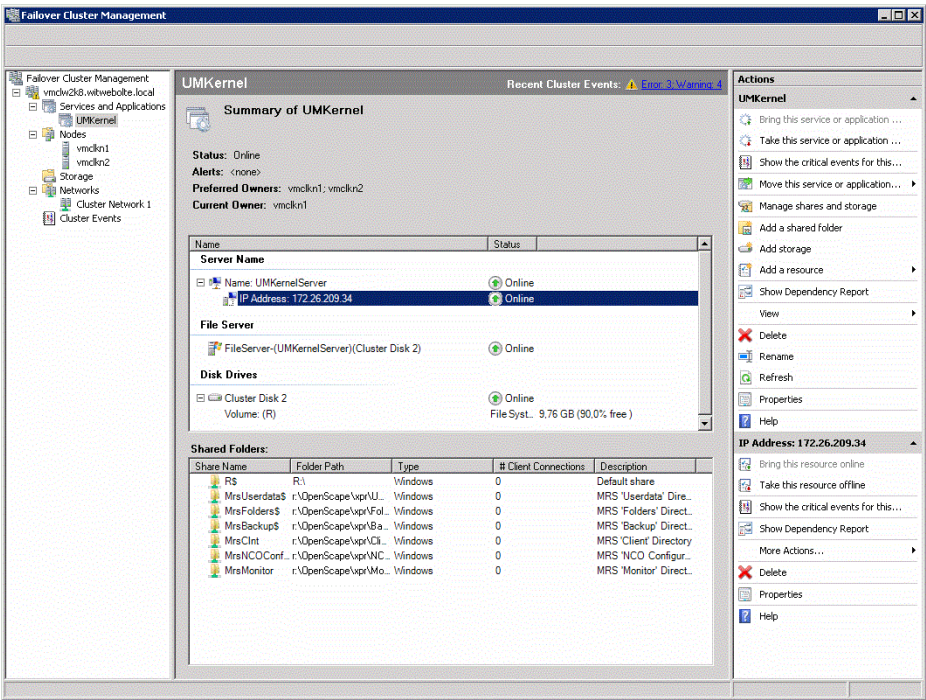 Failover Cluster Management
Failover Cluster Management
vmclw2k8.witwebolte.local
Services and Applications
UMKernel
Nodes
vmclkn1
vmclkn2
Storage
Networks
Cluster Network 1
Cluster Events
UMKernel
Recent Cluster Events: Error: 3; Warning: 4
Summary of UMKernel
Status: Online
Alerts: <none>
Preferred Owners: vmclkn1; vmclkn2
Current Owner: vmclkn1
Name Status
Server Name
Name: UMKernelServer Online
IP Address: 172.26.209.34 Online
File Server
FileServer-(UMKernelServer)(Cluster Disk 2) Online
Disk Drives
Cluster Disk 2 Online
Volume: (R) File Syst... 9,76 GB (90,0% free )
Shared Folders:
Share Name Folder Path Type # Client Connections Description
R$ R:\ Windows 0 Default share
MrsUserdata$ r:\OpenScape\xpr\U... Windows 0 MRS 'Userdata' Dire...
MrsFolders$ r:\OpenScape\xpr\Fol... Windows 0 MRS 'Folders' Direct...
MrsBackup$ r:\OpenScape\xpr\Ba... Windows 0 MRS 'Backup' Direct...
MrsClnt r:\OpenScape\xpr\Cli... Windows 0 MRS 'Client' Directory
MrsNCOConf... r:\OpenScape\xpr\NC... Windows 0 MRS 'NCO Configur...
MrsMonitor r:\OpenScape\xpr\Mo... Windows 0 MRS 'Monitor' Direct...
Actions
UMKernel
Bring this service or application ...
Take this service or application ...
Show the critical events for this...
Move this service or application...
Manage shares and storage
Add a shared folder
Add storage
Add a resource
Show Dependency Report
View
Delete
Rename
Refresh
Properties
Help
IP Address: 172.26.209.34
Bring this resource online
Take this resource offline
Show the critical events for this...
Show Dependency Report
More Actions...
Delete
Properties
Help